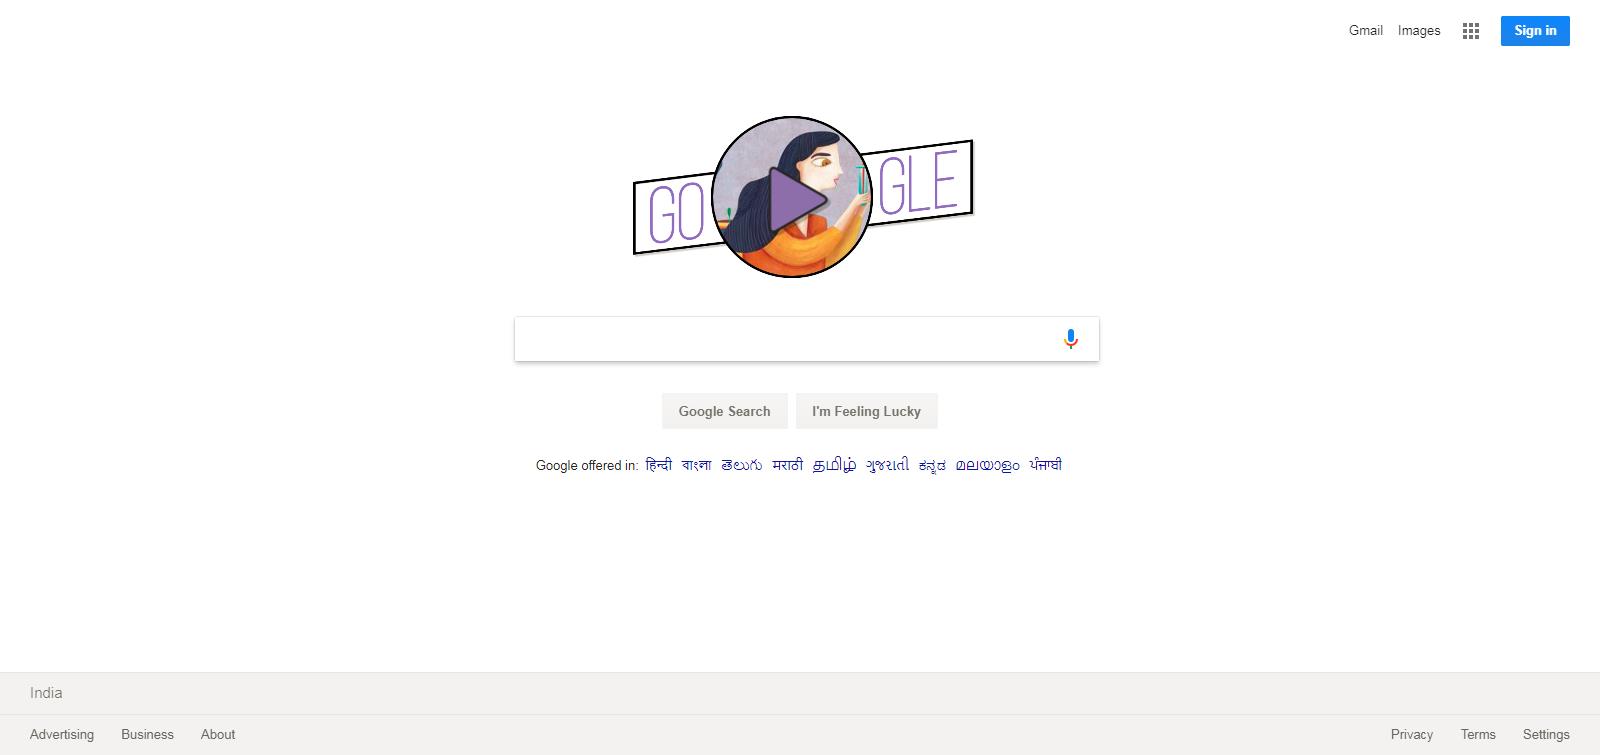 Gmail Images Sign in
GO GLE
Google Search I'm Feeling Lucky
Google offered in: हिन्दी বাংলা తెలుగు मराठी தமிழ் ગુજરાતી ಕನ್ನಡ മലയാളം ਪੰਜਾਬੀ
India
Advertising Business About Privacy Terms Settings